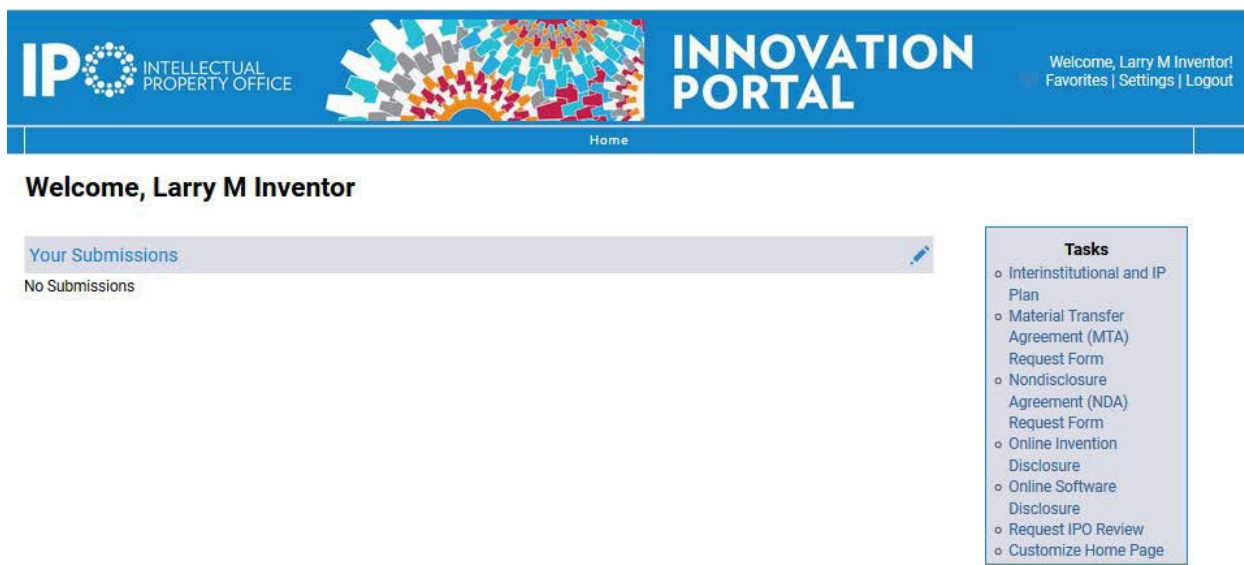 IPO INTELLECTUAL
PROPERTY OFFICE
INNOVATION
PORTAL
Welcome, Larry M Inventor!
Favorites | Settings | Logout
Home
Welcome, Larry M Inventor
Your Submissions
No Submissions
Tasks
Interinstitutional and IP
Plan
Material Transfer
Agreement (MTA)
Request Form
Nondisclosure
Agreement (NDA)
Request Form
Online Invention
Disclosure
Online Software
Disclosure
Request IPO Review
Customize Home Page